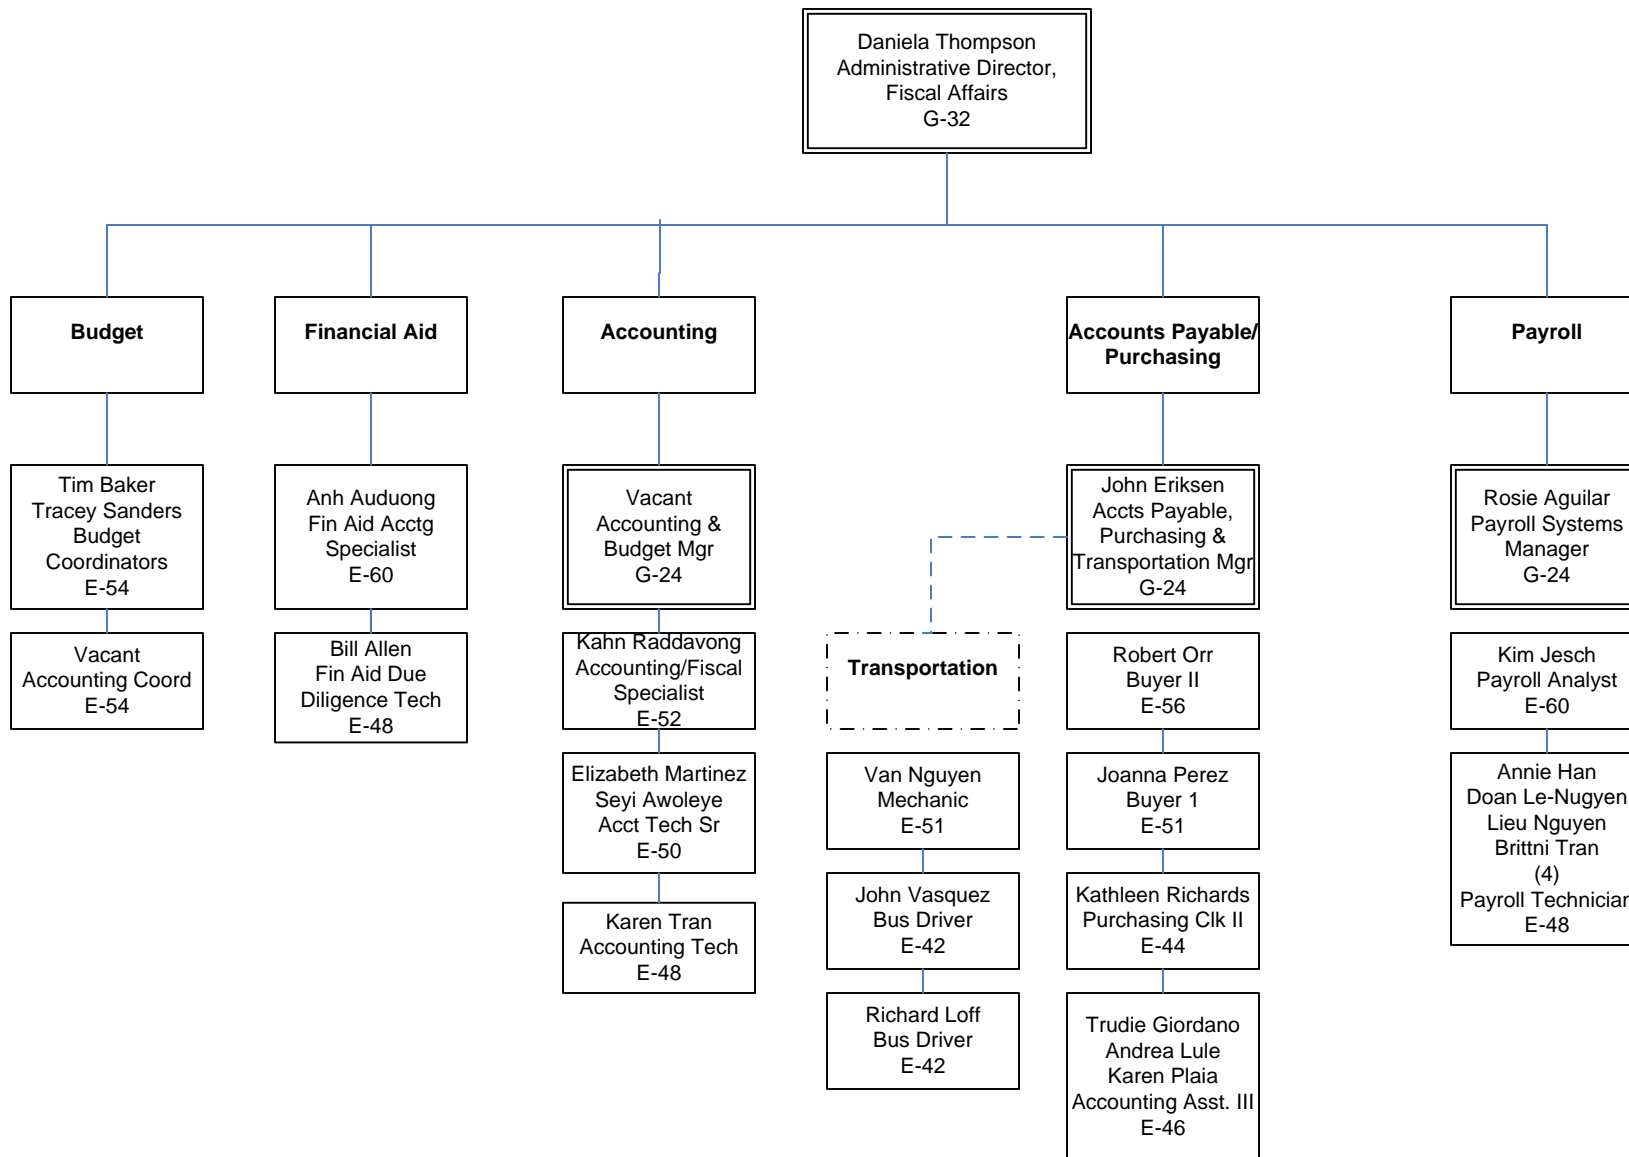 Daniela Thompson
Administrative Director,
Fiscal Affairs
G-32
Budget
Financial Aid
Accounting
Accounts Payable/
Purchasing
Payroll
Tim Baker
Tracey Sanders
Budget
Coordinators
E-54
Vacant
Accounting Coord
E-54
Anh Auduong
Fin Aid Acctg
Specialist
E-60
Bill Allen
Fin Aid Due
Diligence Tech
E-48
Vacant
Accounting &
Budget Mgr
G-24
Kahn Raddavong
Accounting/Fiscal
Specialist
E-52
Elizabeth Martinez
Seyi Awoleye
Acct Tech Sr
E-50
Karen Tran
Accounting Tech
E-48
Transportation
Van Nguyen
Mechanic
E-51
John Vasquez
Bus Driver
E-42
Richard Loff
Bus Driver
E-42
John Eriksen
Accts Payable,
Purchasing &
Transportation Mgr
G-24
Robert Orr
Buyer II
E-56
Joanna Perez
Buyer 1
E-51
Kathleen Richards
Purchasing Clk II
E-44
Trudie Giordano
Andrea Lule
Karen Plaia
Accounting Asst. III
E-46
Rosie Aguilar
Payroll Systems
Manager
G-24
Kim Jesch
Payroll Analyst
E-60
Annie Han
Doan Le-Nugyen
Lieu Nguyen
Brittni Tran
(4)
Payroll Technician
E-48